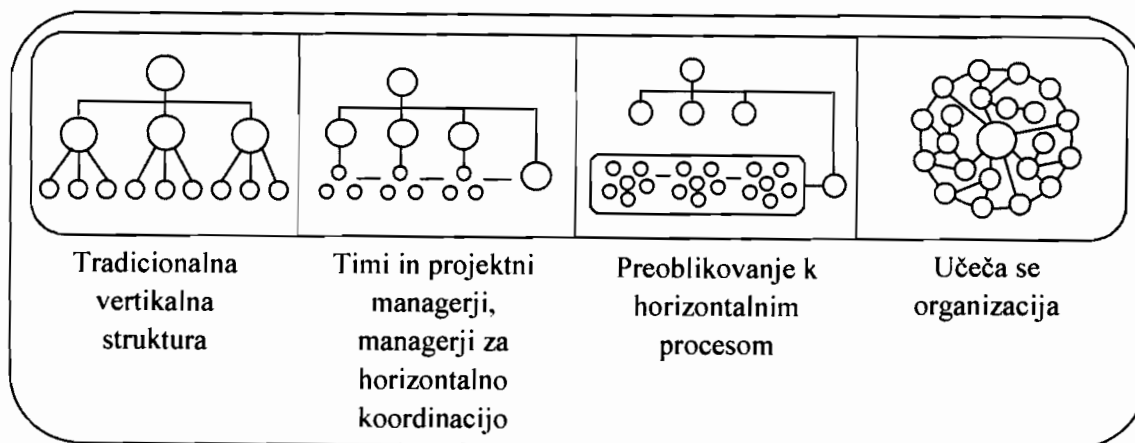 Tradicionalna
vertikalna
struktura
Timi in projektni
managerji,
managerji za
horizontalno
koordinacijo
Preoblikovanje k
horizontalnim
procesom
Učeča se
organizacija